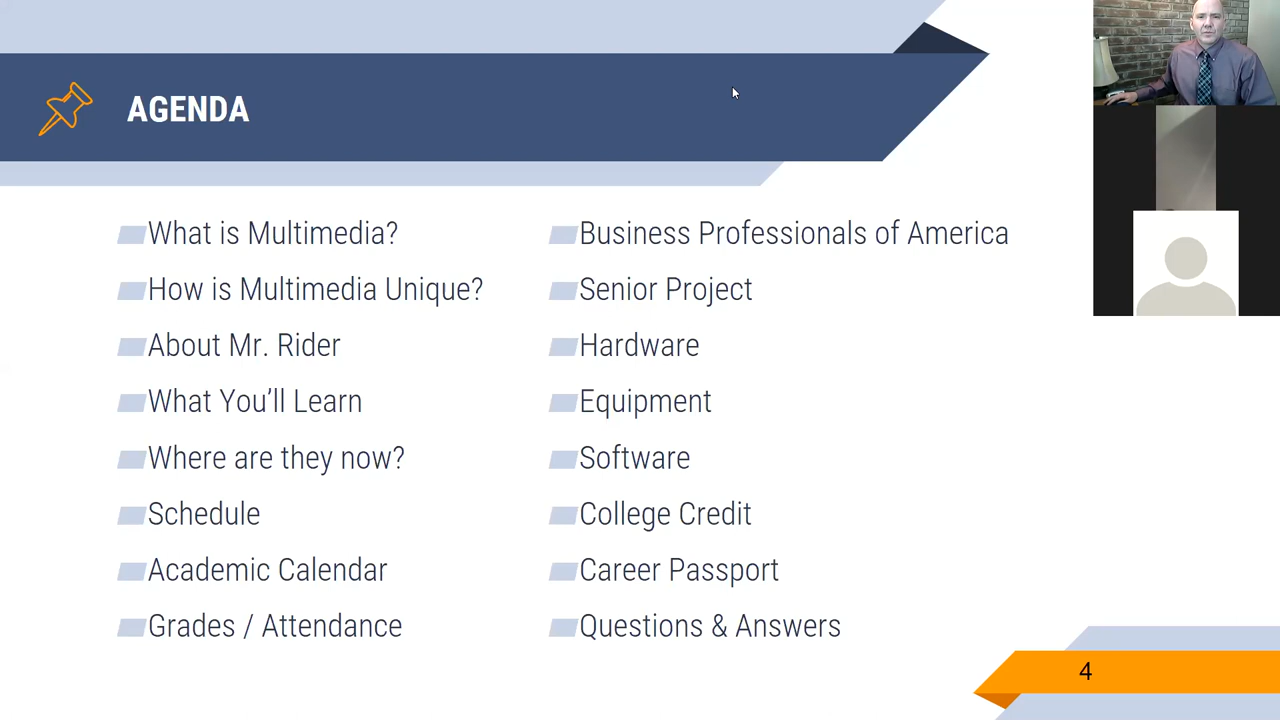 AGENDA
What is Multimedia?
How is Multimedia Unique?
About Mr. Rider
What You’ll Learn
Where are they now?
Schedule
Academic Calendar
Grades / Attendance
Business Professionals of America
Senior Project
Hardware
Equipment
Software
College Credit
Career Passport
Questions & Answers
4